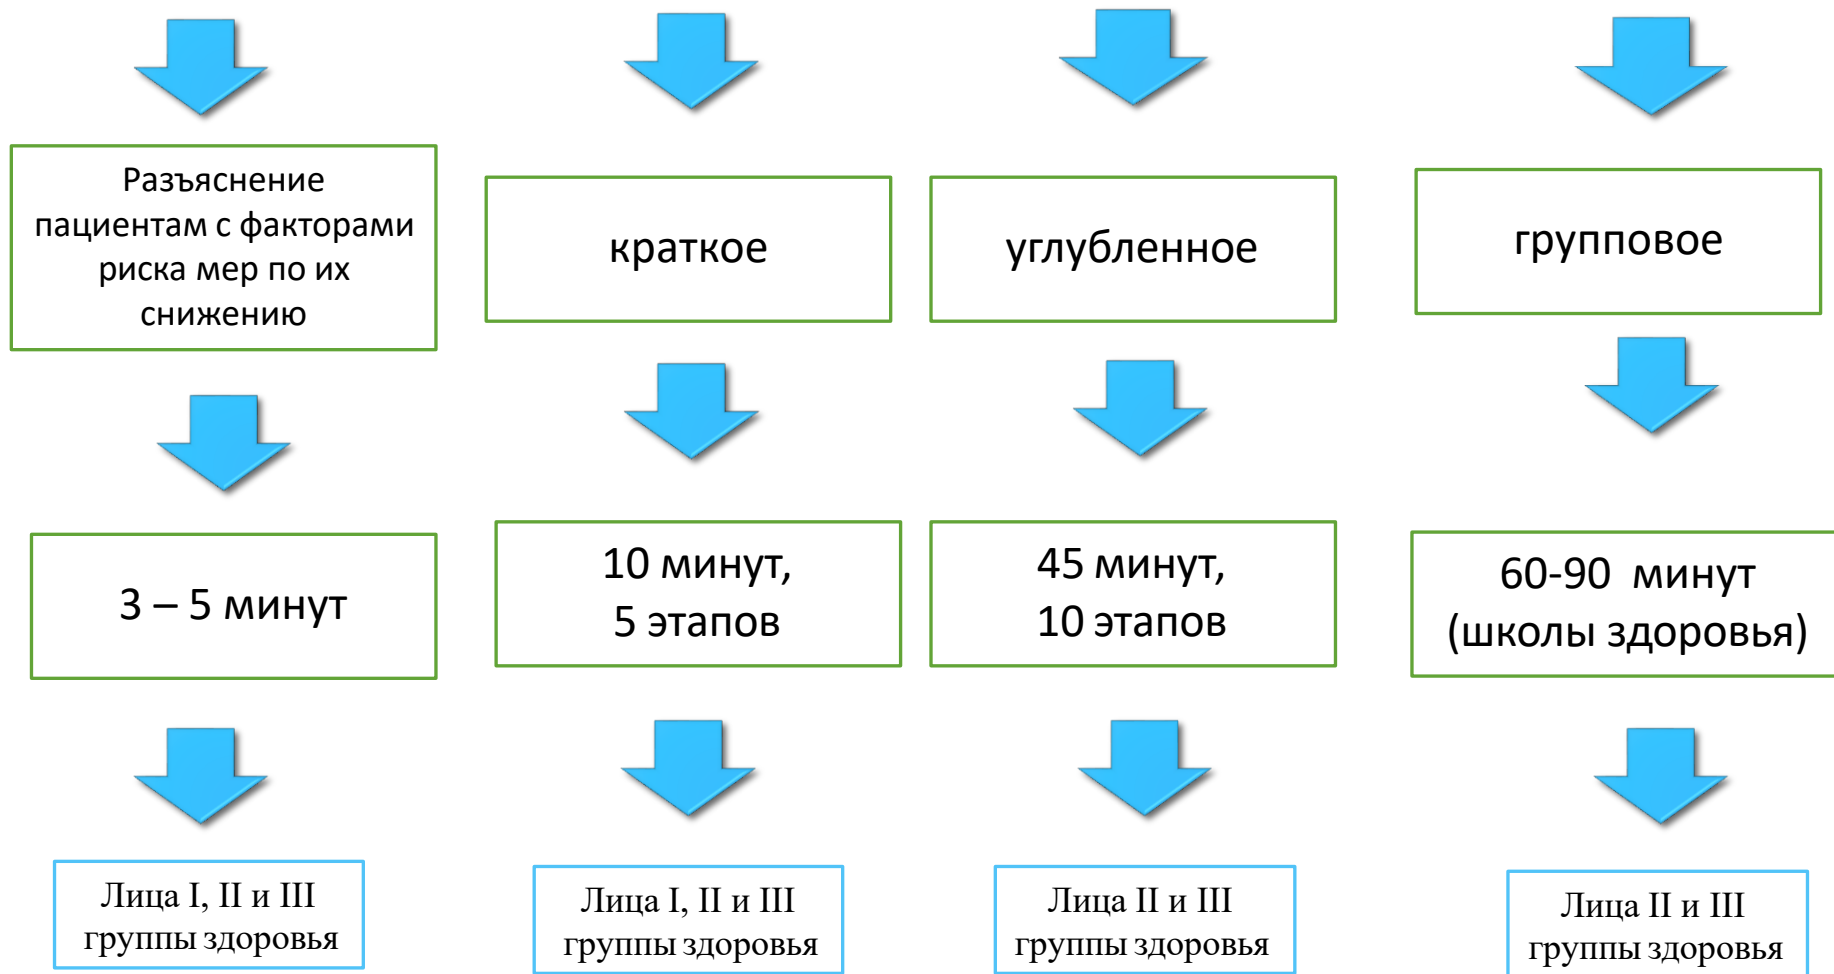 Разъяснение
пациентам с факторами
риска мер по их
снижению
краткое
углубленное
групповое
3 – 5 минут
10 минут,
5 этапов
45 минут,
10 этапов
60-90 минут
(школы здоровья)
Лица I, II и III
группы здоровья
Лица I, II и III
группы здоровья
Лица II и III
группы здоровья
Лица II и III
группы здоровья